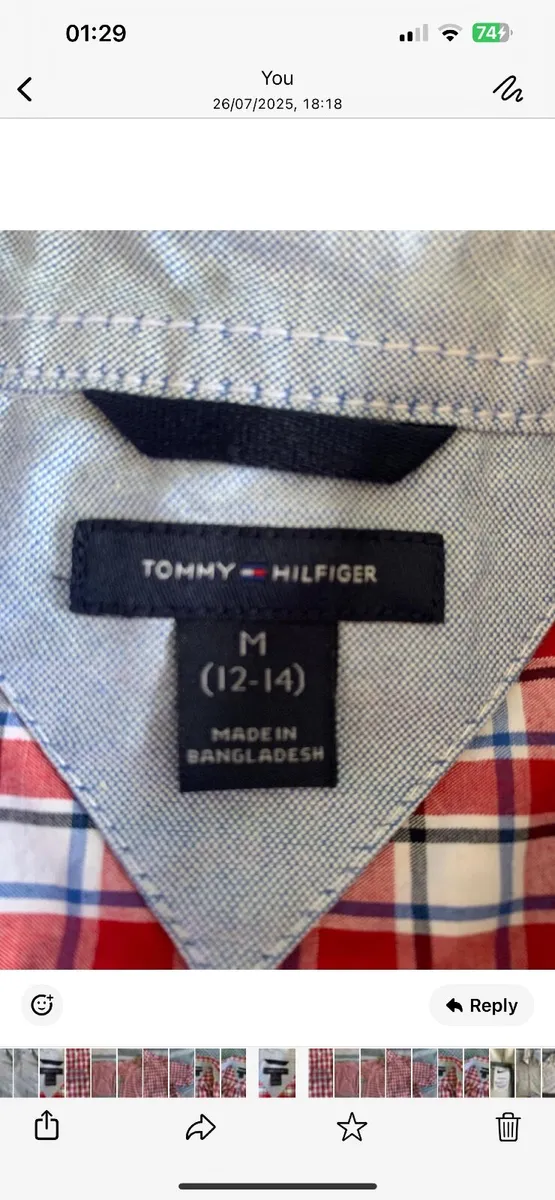 01:29
74
You
26/07/2025, 18:18
TOMMY HILFIGER
M
(12-14)
MADE IN
BANGLADESH
Reply